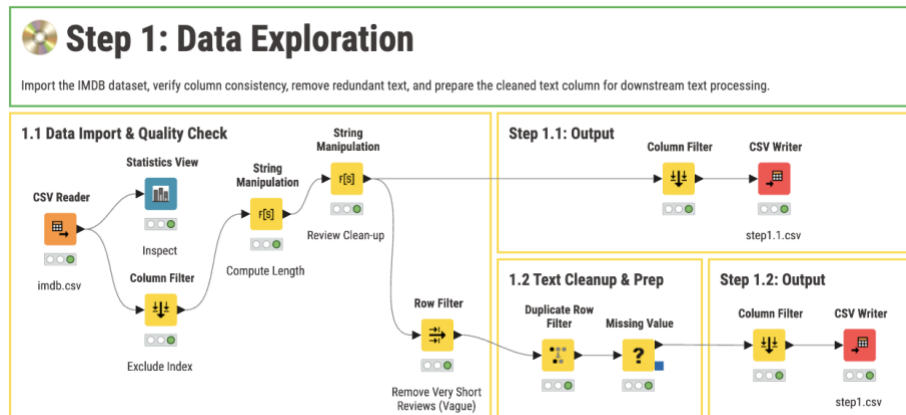 Step 1: Data Exploration
Import the IMDB dataset, verify column consistency, remove redundant text, and prepare the cleaned text column for downstream text processing.
1.1 Data Import & Quality Check
CSV Reader
imdb.csv
Statistics View
Inspect
Column Filter
Exclude Index
String
Manipulation
F[S]
Compute Length
String
Manipulation
F[S]
Review Clean-up
Row Filter
Remove Very Short
Reviews (Vague)
Step 1.1: Output
Column Filter
CSV Writer
step1.1.csv
1.2 Text Cleanup & Prep
Duplicate Row
Filter
Missing Value
?
Step 1.2: Output
Column Filter
CSV Writer
step1.csv